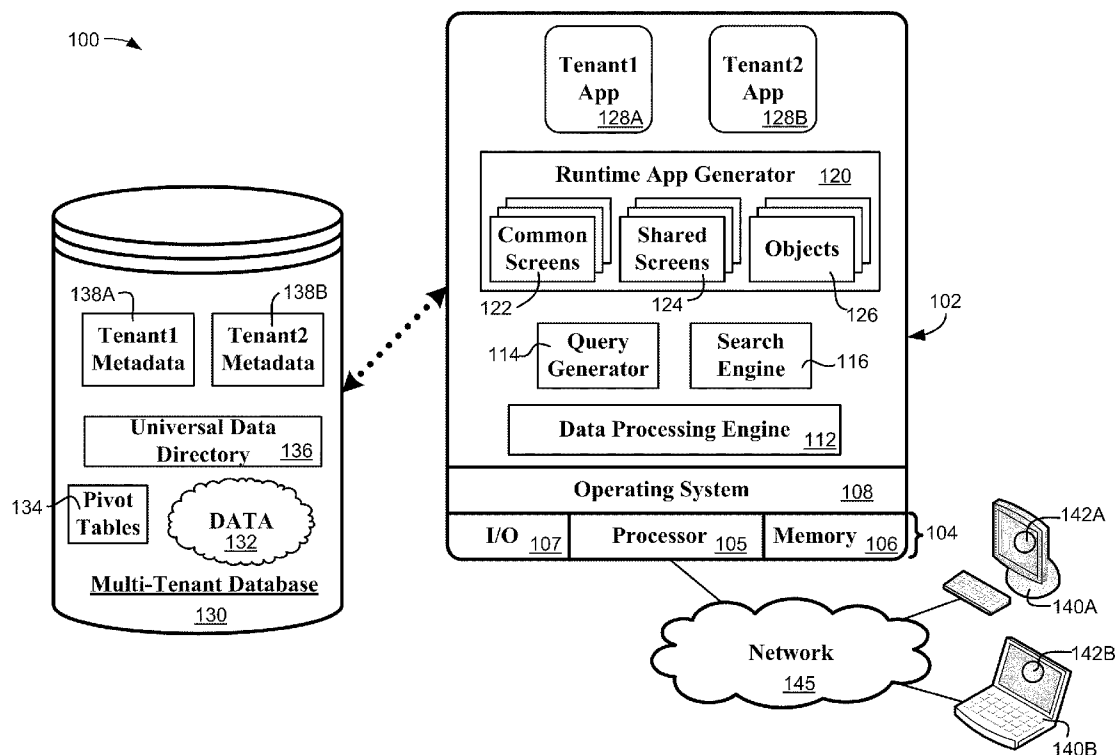 100
Tenant1
App
128A
Tenant2
App
128B
Runtime App Generator 120
Common
Screens
Shared
Screens
Objects
122
124
126
102
114
Query
Generator
Search
Engine
116
Data Processing Engine 112
Operating System 108
I/O 107
Processor 105
Memory 106
104
138A
138B
Tenant1
Metadata
Tenant2
Metadata
Universal Data
Directory 136
134
Pivot
Tables
DATA
132
Multi-Tenant Database
130
Network
145
142A
140A
142B
140B